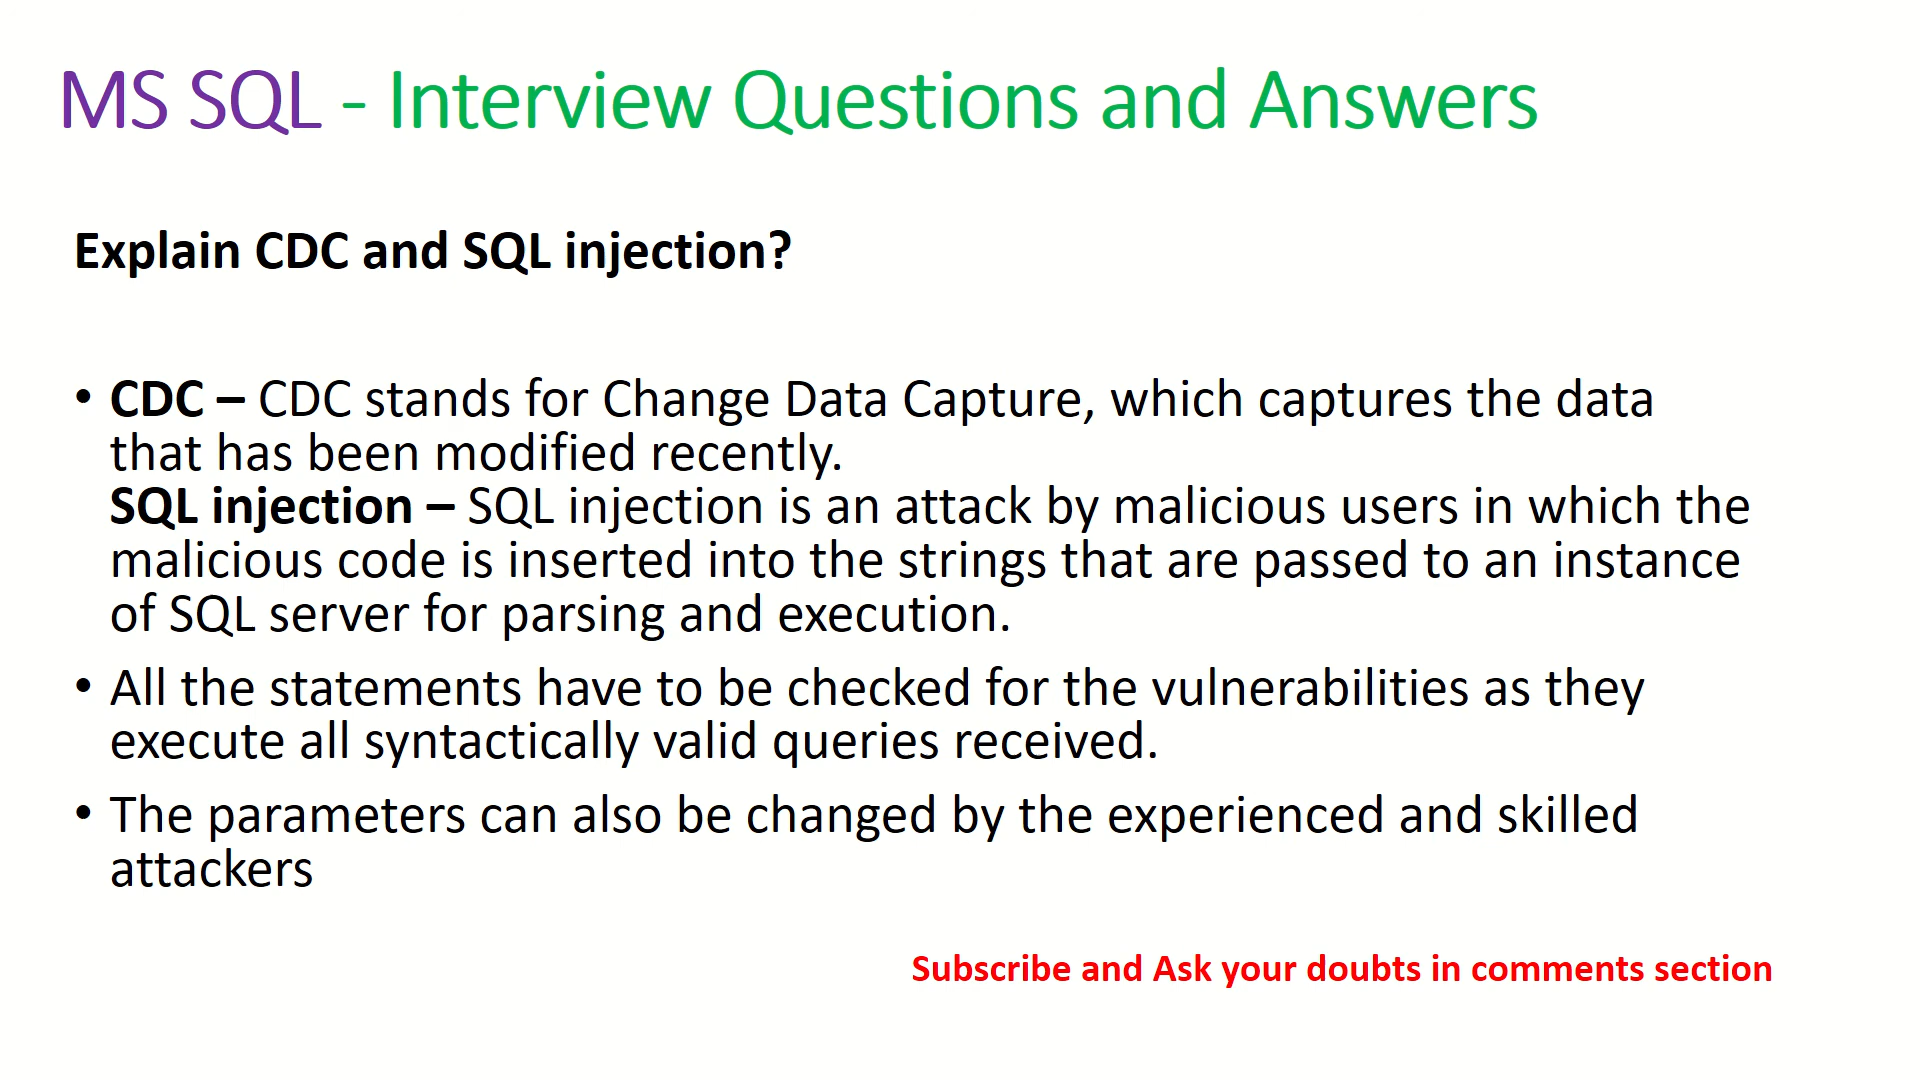 MS SQL - Interview Questions and Answers
Explain CDC and SQL injection?
• CDC – CDC stands for Change Data Capture, which captures the data
that has been modified recently.
SQL injection – SQL injection is an attack by malicious users in which the
malicious code is inserted into the strings that are passed to an instance
of SQL server for parsing and execution.
• All the statements have to be checked for the vulnerabilities as they
execute all syntactically valid queries received.
• The parameters can also be changed by the experienced and skilled
attackers
Subscribe and Ask your doubts in comments section